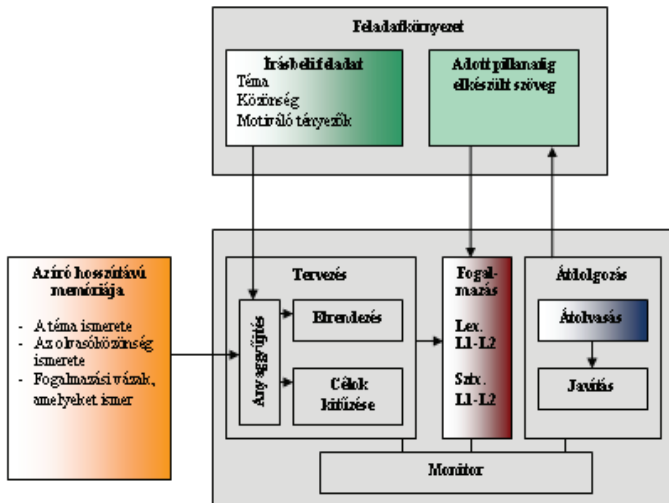 Feladatkörnyezet
Írásbeli feladat
Téma
Közönség
Motiváló tényezők
Adott pillanatig
elkészült szöveg
Az író hosszútávú
memóriája
- A téma ismerete
- Az olvasóközönség
ismerete
- Fogalmazási vázak,
amelyeket ismer
Tervezés
Anyaggyűjtés
Elrendezés
Célok
kitűzése
Fogal-
mazás
Lex.
L1-L2
Szix.
L1-L2
Átdolgozás
Átolvasás
Javítás
Monitor